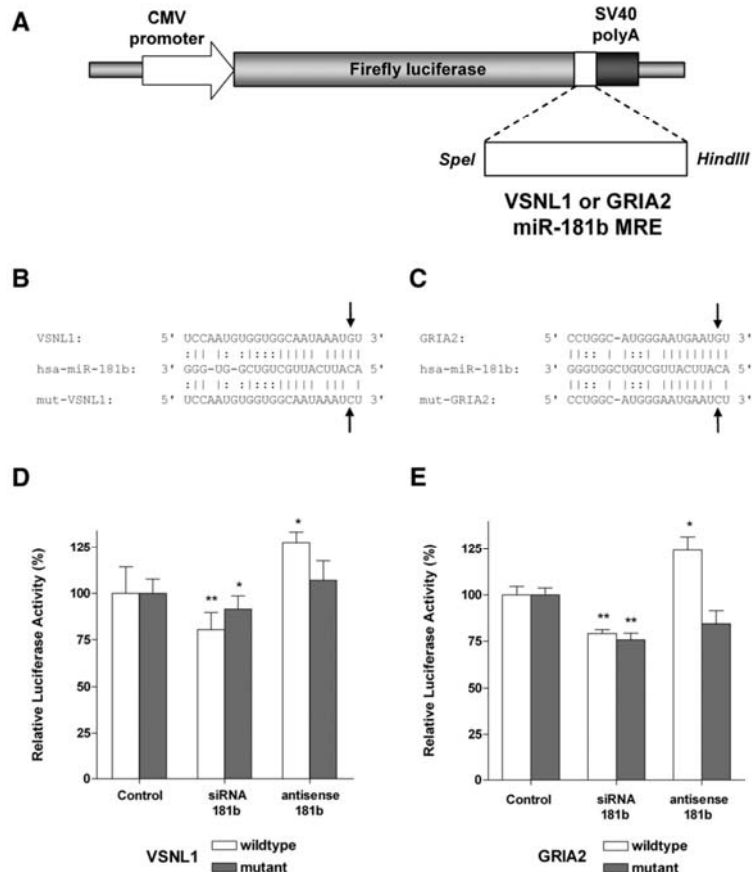 A
CMV
promoter
SV40
polyA
Firefly luciferase
SpeI
HindIII
VSNL1 or GRIA2
miR-181b MRE
B
VSNL1: 5' UCCAAUGUGGUGGCAAUAAAUGU 3'
hsa-miR-181b: 3' GGG-UG-GCUGUCGUUACUUACA 5'
mut-VSNL1: 5' UCCAAUGUGGUGGCAAUAAAUCU 3'
C
GRIA2: 5' CCUGGC-AUGGGAAUGAAUGU 3'
hsa-miR-181b: 3' GGGUGGCUGUCGUUACUUACA 5'
mut-GRIA2: 5' CCUGGC-AUGGGAAUGAAUCU 3'
D
Relative Luciferase Activity (%)
125
100
75
50
25
0
**
*
*
Control
siRNA
181b
antisense
181b
VSNL1
wildtype
mutant
E
Relative Luciferase Activity (%)
125
100
75
50
25
0
**
**
*
Control
siRNA
181b
antisense
181b
GRIA2
wildtype
mutant